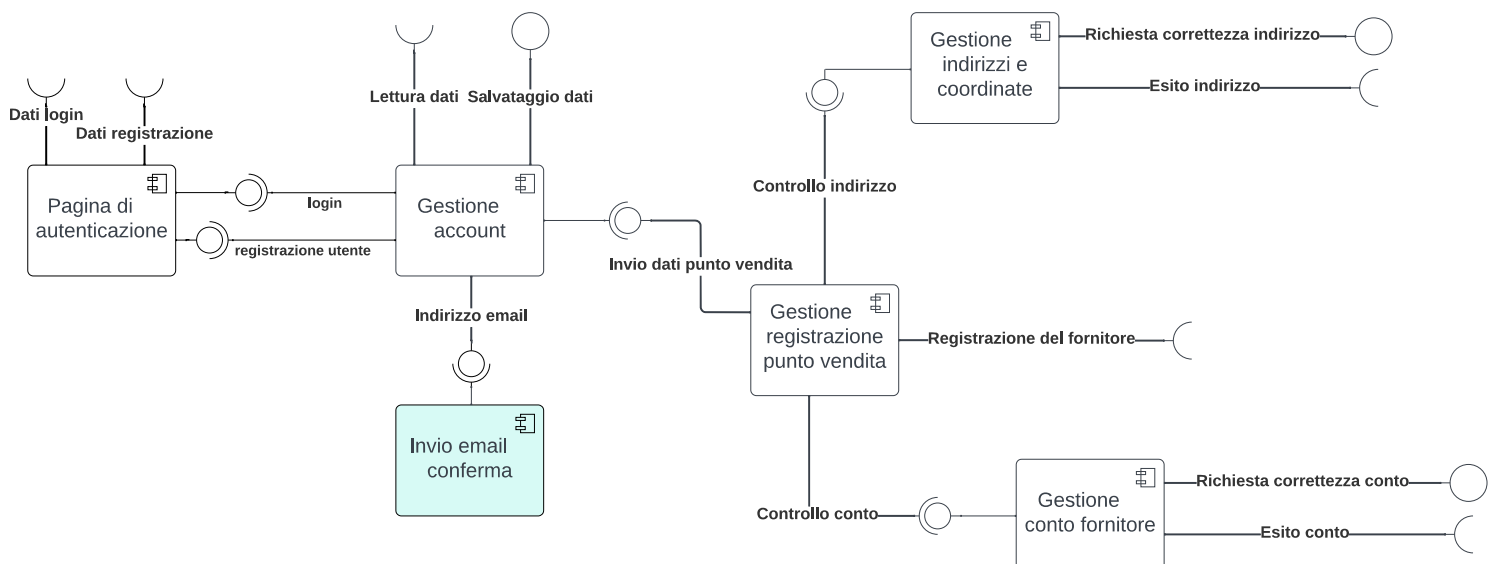 Gestione
indirizzi e
coordinate
Richiesta correttezza indirizzo
Esito indirizzo
Lettura dati
Salvataggio dati
Dati login
Dati registrazione
Pagina di
autenticazione
login
registrazione utente
Gestione
account
Controllo indirizzo
Invio dati punto vendita
Indirizzo email
Gestione
registrazione
punto vendita
Registrazione del fornitore
Invio email
conferma
Controllo conto
Gestione
conto fornitore
Richiesta correttezza conto
Esito conto